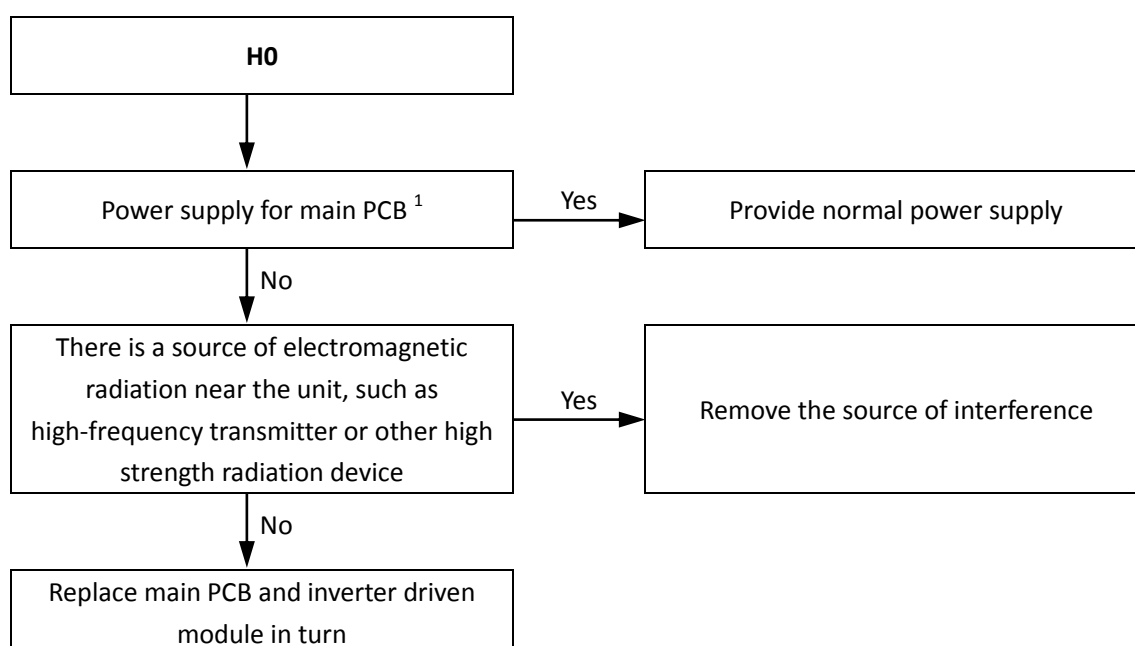 H0
Power supply for main PCB 1
Yes
Provide normal power supply
No
There is a source of electromagnetic
radiation near the unit, such as
high-frequency transmitter or other high
strength radiation device
Yes
Remove the source of interference
No
Replace main PCB and inverter driven
module in turn